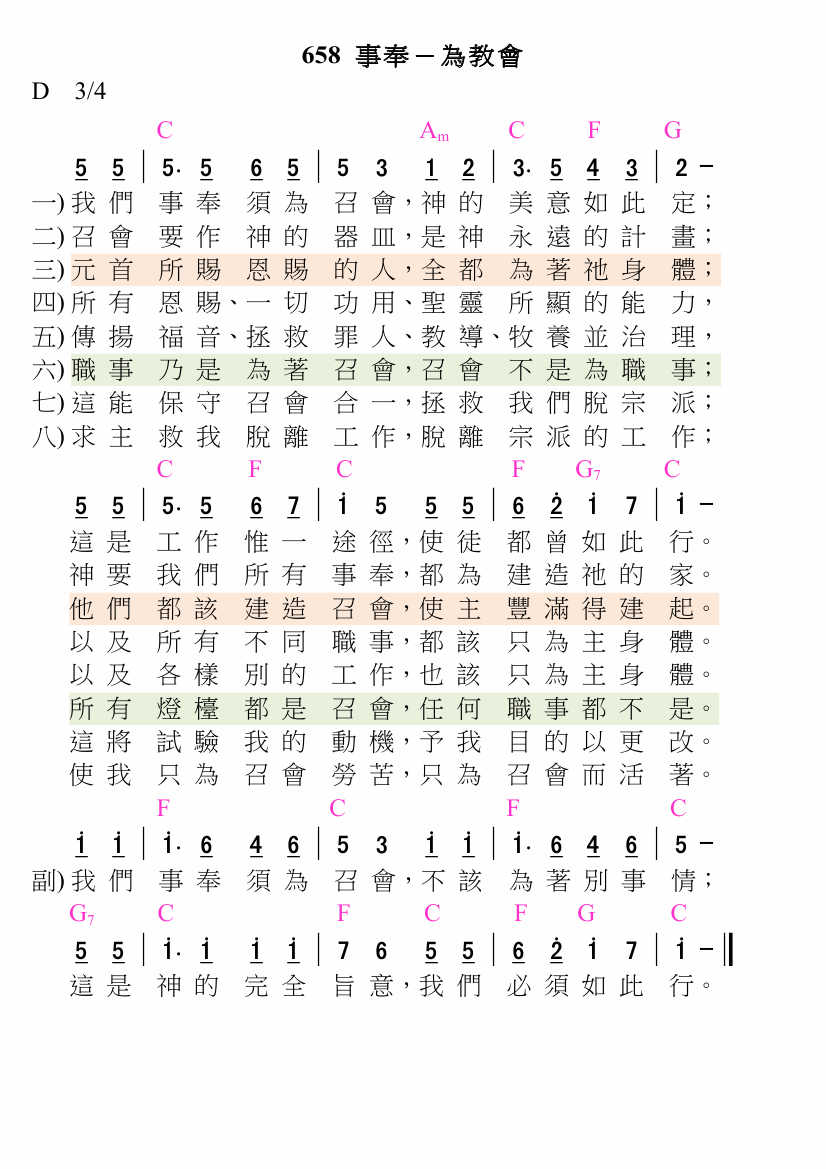 658 事奉－為教會
D 3/4
C Am C F G
5 5 | 5. 5 6 5 | 5 3 1 2 | 3. 5 4 3 | 2 －
一) 我們 事奉 須為 召會，神的 美意如此 定；
二) 召會 要作 神的 器皿，是神 永遠的計 畫；
三) 元首 所賜 恩賜 的人，全都 為著祂身 體；
四) 所有 恩賜、一切 功用、聖靈 所顯的能 力，
五) 傳揚 福音、拯救 罪人、教導、牧養並治 理，
六) 職事 乃是 為著 召會，召會 不是為職 事；
七) 這能 保守 召會 合一，拯救 我們脫宗 派；
八) 求主 救我 脫離 工作，脫離 宗派的工 作；
C F C F G7 C
5 5 | 5. 5 6 7 | i 5 5 5 | 6 2̇ i 7 | i －
這是 工作 惟一 途徑，使徒 都曾如此 行。
神要 我們 所有 事奉，都為 建造祂的 家。
他們 都該 建造 召會，使主 豐滿得建 起。
以及 所有 不同 職事，都該 只為主身 體。
以及 各樣 別的 工作，也該 只為主身 體。
所有 燈檯 都是 召會，任何 職事都不 是。
這將 試驗 我的 動機，予我 目的以更 改。
使我 只為 召會 勞苦，只為 召會而活 著。
F C F C
i i | i. 6 4 6 | 5 3 i i | i. 6 4 6 | 5 －
副) 我們 事奉 須為 召會，不該 為著別事 情；
G7 C F C F G C
5 5 | i. i i i | 7 6 5 5 | 6 2̇ i 7 | i － ||
這是 神的 完全 旨意，我們 必須如此 行。